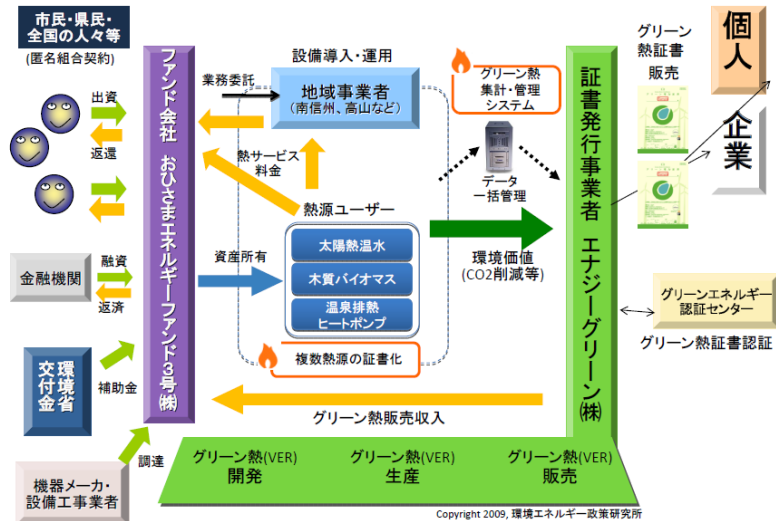 市民・県民・
全国の人々等
(匿名組合契約)
出資
返還
金融機関
融資
返済
環境省
交付金
補助金
機器メーカ・
設備工事業者
調達
ファンド会社 おひさまエネルギーファンド3号㈱
業務委託
設備導入・運用
地域事業者
(南信州、高山など)
熱サービス
料金
熱源ユーザー
資産所有
太陽熱温水
木質バイオマス
温泉排熱
ヒートポンプ
複数熱源の証書化
グリーン熱
集計・管理
システム
データ
一括管理
環境価値
(CO2削減等)
証書発行事業者 エナジーグリーン㈱
グリーン
熱証書
販売
個人
企業
グリーンエネルギー
認証センター
グリーン熱証書認証
グリーン熱販売収入
グリーン熱(VER)
開発
グリーン熱(VER)
生産
グリーン熱(VER)
販売
Copyright 2009, 環境エネルギー政策研究所